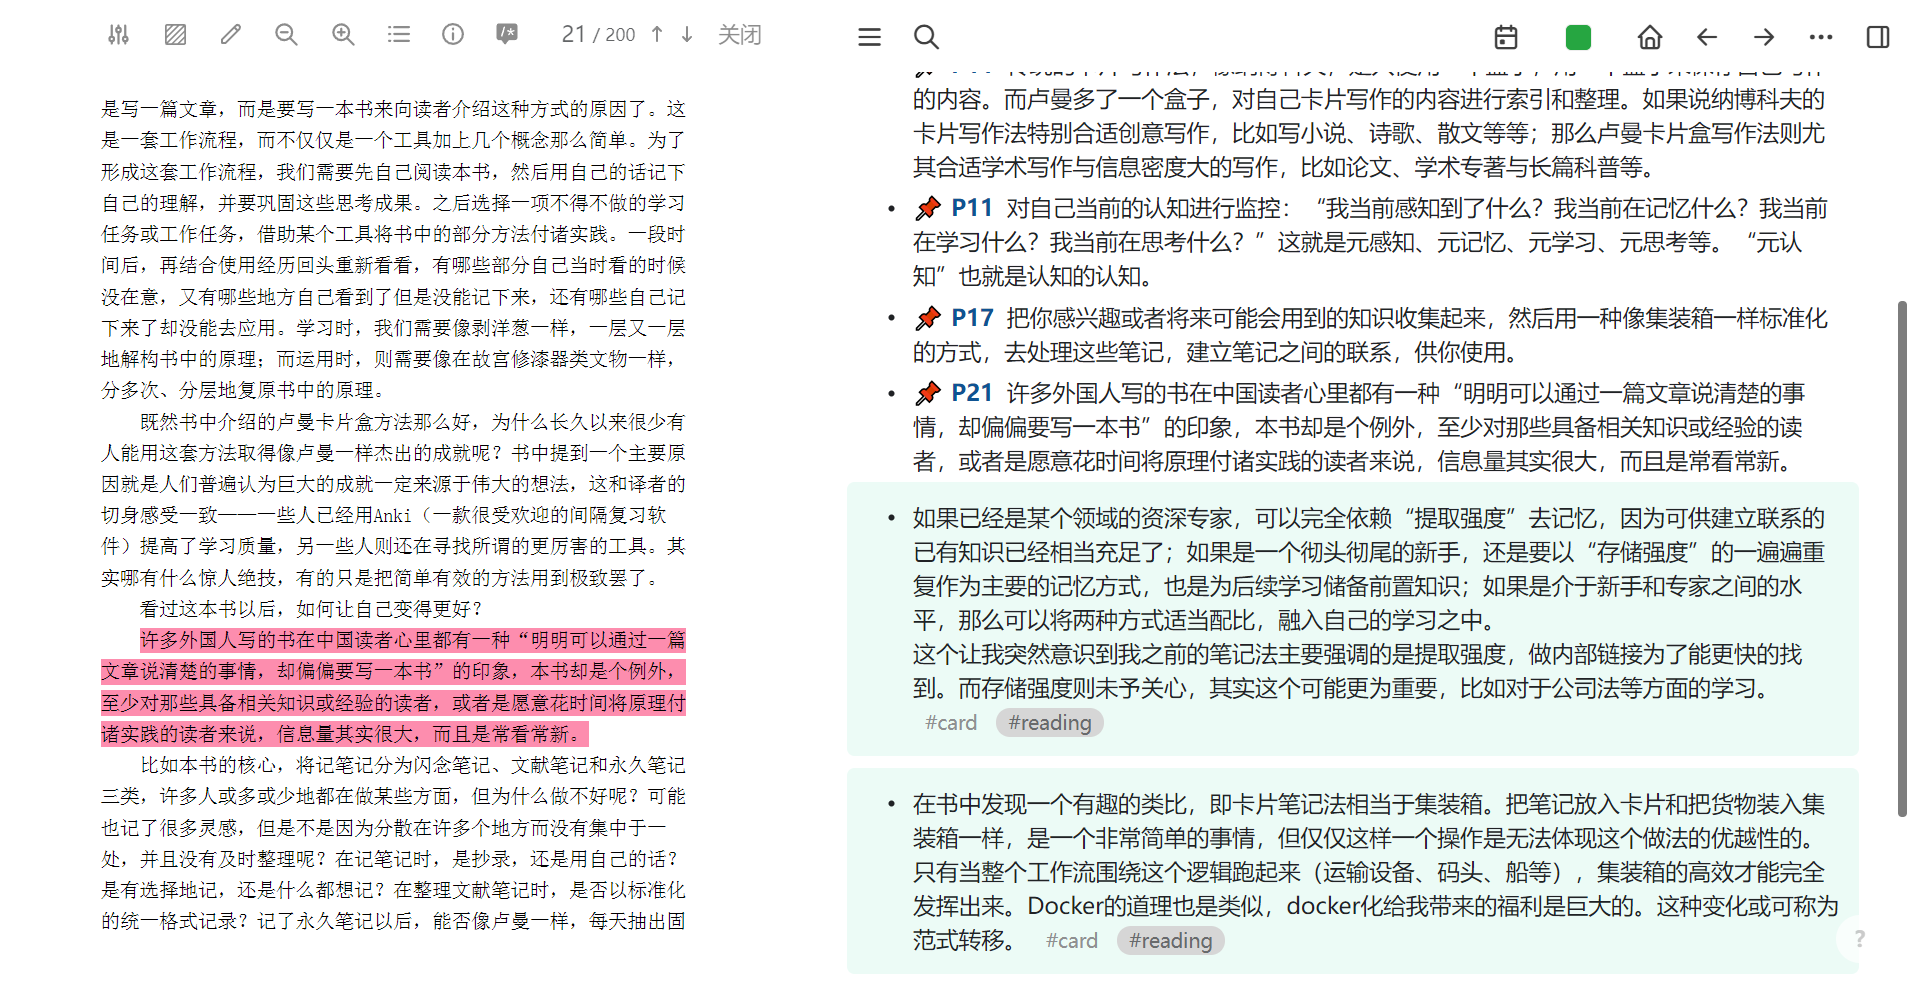 21 / 200 ↑ ↓ 关闭
是写一篇文章，而是要写一本书来向读者介绍这种方式的原因了。这
是一套工作流程，而不仅仅是一个工具加上几个概念那么简单。为了
形成这套工作流程，我们需要先自己阅读本书，然后用自己的话记下
自己的理解，并要巩固这些思考成果。之后选择一项不得不做的学习
任务或工作任务，借助某个工具将书中的部分方法付诸实践。一段时
间后，再结合使用经历回头重新看看，有哪些部分自己当时看的时候
没在意，又有哪些地方自己看到了但是没能记下来，还有哪些自己记
下来了却没能去应用。学习时，我们需要像剥洋葱一样，一层又一层
地解构书中的原理；而运用时，则需要像在故宫修漆器类文物一样，
分多次、分层地复原书中的原理。
既然书中介绍的卢曼卡片盒方法那么好，为什么长久以来很少有
人能用这套方法取得像卢曼一样杰出的成就呢？书中提到一个主要原
因就是人们普遍认为巨大的成就一定来源于伟大的想法，这和译者的
切身感受一致——一些人已经用Anki（一款很受欢迎的间隔复习软
件）提高了学习质量，另一些人则还在寻找所谓的更厉害的工具。其
实哪有什么惊人绝技，有的只是把简单有效的方法用到极致罢了。
看过这本书以后，如何让自己变得更好？
许多外国人写的书在中国读者心里都有一种“明明可以通过一篇
文章说清楚的事情，却偏偏要写一本书”的印象，本书却是个例外，
至少对那些具备相关知识或经验的读者，或者是愿意花时间将原理付
诸实践的读者来说，信息量其实很大，而且是常看常新。
比如本书的核心，将记笔记分为闪念笔记、文献笔记和永久笔记
三类，许多人或多或少地都在做某些方面，但为什么做不好呢？可能
也记了很多灵感，但是不是因为分散在许多个地方而没有集中于一
处，并且没有及时整理呢？在记笔记时，是抄录，还是用自己的话？
是有选择地记，还是什么都想记？在整理文献笔记时，是否以标准化
的统一格式记录？记了永久笔记以后，能否像卢曼一样，每天抽出固
的内容。而卢曼多了一个盒子，对自己卡片写作的内容进行索引和整理。如果说纳博科夫的
卡片写作法特别合适创意写作，比如写小说、诗歌、散文等等；那么卢曼卡片盒写作法则尤
其合适学术写作与信息密度大的写作，比如论文、学术专著与长篇科普等。
P11 对自己当前的认知进行监控：“我当前感知到了什么？我当前在记忆什么？我当前
在学习什么？我当前在思考什么？”这就是元感知、元记忆、元学习、元思考等。“元认
知”也就是认知的认知。
P17 把你感兴趣或者将来可能会用到的知识收集起来，然后用一种像集装箱一样标准化
的方式，去处理这些笔记，建立笔记之间的联系，供你使用。
P21 许多外国人写的书在中国读者心里都有一种“明明可以通过一篇文章说清楚的事
情，却偏偏要写一本书”的印象，本书却是个例外，至少对那些具备相关知识或经验的读
者，或者是愿意花时间将原理付诸实践的读者来说，信息量其实很大，而且是常看常新。
如果已经是某个领域的资深专家，可以完全依赖“提取强度”去记忆，因为可供建立联系的
已有知识已经相当充足了；如果是一个彻头彻尾的新手，还是要以“存储强度”的一遍遍重
复作为主要的记忆方式，也是为后续学习储备前置知识；如果是介于新手和专家之间的水
平，那么可以将两种方式适当配比，融入自己的学习之中。
这个让我突然意识到我之前的笔记法主要强调的是提取强度，做内部链接为了能更快的找
到。而存储强度则未予关心，其实这个可能更为重要，比如对于公司法等方面的学习。
#card #reading
在书中发现一个有趣的类比，即卡片笔记法相当于集装箱。把笔记放入卡片和把货物装入集
装箱一样，是一个非常简单的事情，但仅仅这样一个操作是无法体现这个做法的优越性的。
只有当整个工作流围绕这个逻辑跑起来（运输设备、码头、船等），集装箱的高效才能完全
发挥出来。Docker的道理也是类似，docker化给我带来的福利是巨大的。这种变化或可称为
范式转移。 #card #reading
?